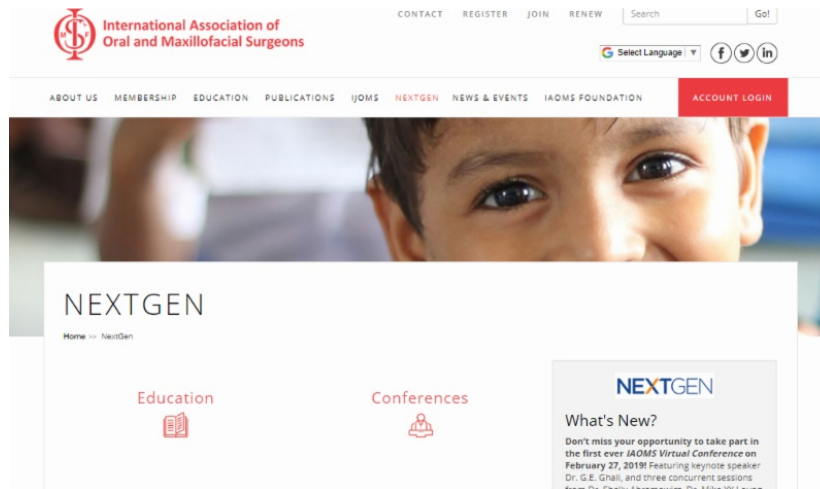 CONTACT REGISTER JOIN RENEW Search Go!
International Association of
Oral and Maxillofacial Surgeons
G Select Language ▼
ABOUT US MEMBERSHIP EDUCATION PUBLICATIONS IJOMS NEXTGEN NEWS & EVENTS IAOMS FOUNDATION ACCOUNT LOGIN
NEXTGEN
Home >> NextGen
Education
Conferences
NEXTGEN
What's New?
Don't miss your opportunity to take part in
the first ever IAOMS Virtual Conference on
February 27, 2019! Featuring keynote speaker
Dr. G.E. Ghali, and three concurrent sessions